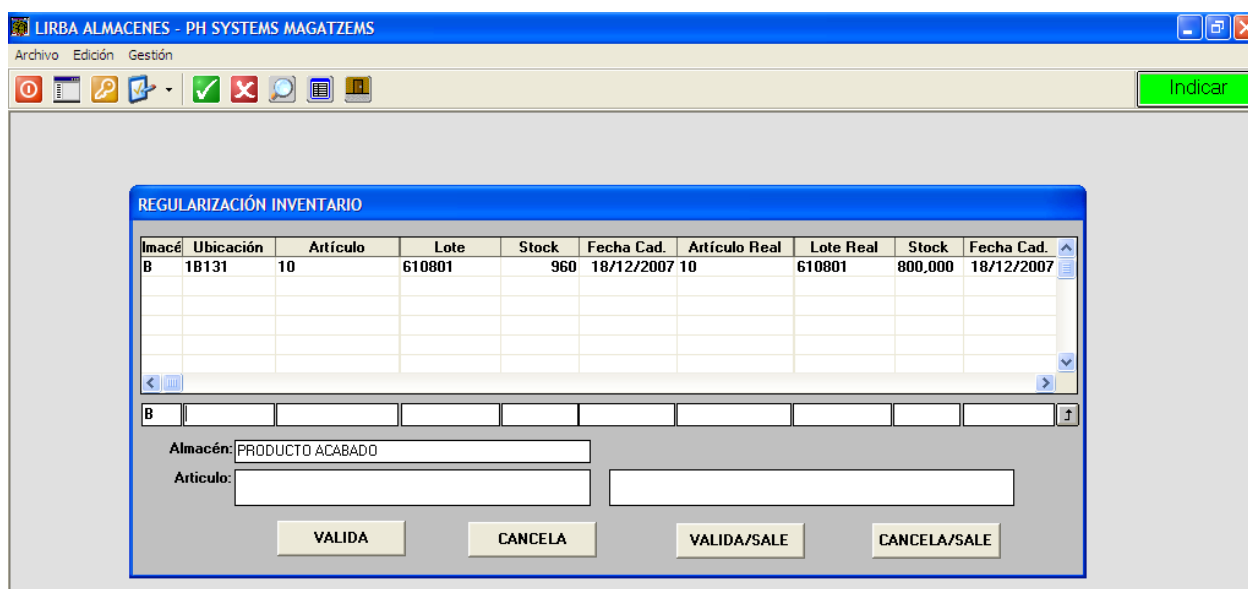 LIRBA ALMACENES - PH SYSTEMS MAGATZEMS
Archivo Edición Gestión
Indicar
REGULARIZACIÓN INVENTARIO
lmacé Ubicación Artículo Lote Stock Fecha Cad. Artículo Real Lote Real Stock Fecha Cad.
B 1B131 10 610801 960 18/12/2007 10 610801 800,000 18/12/2007
B
Almacén: PRODUCTO ACABADO
Articulo:
VALIDA CANCELA VALIDA/SALE CANCELA/SALE